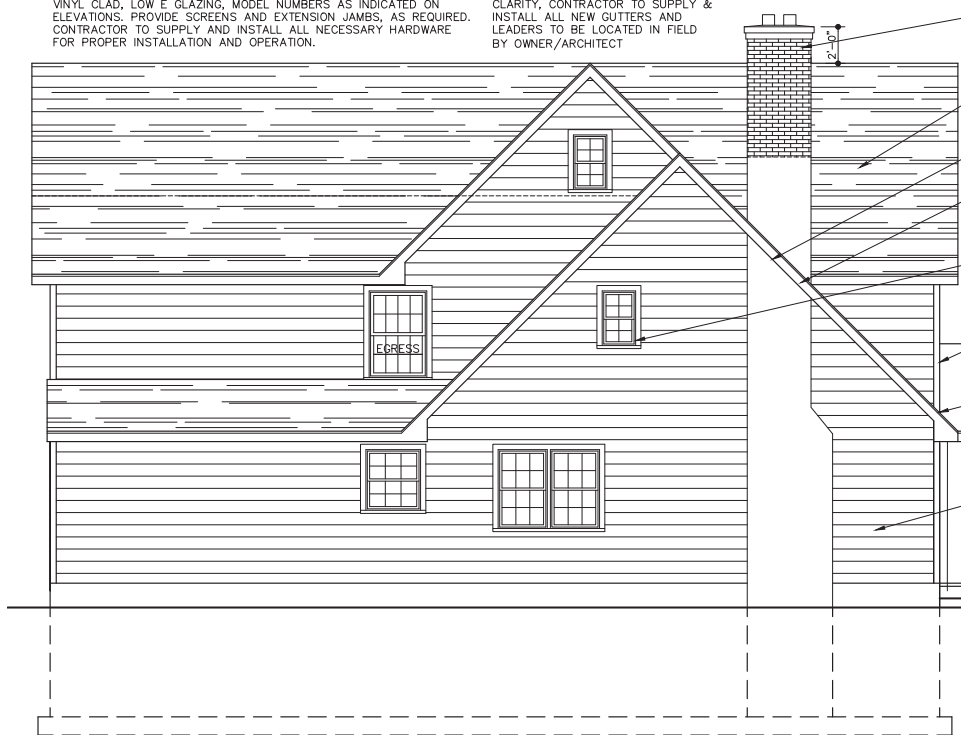 VINYL CLAD, LOW E GLAZING, MODEL NUMBERS AS INDICATED ON
ELEVATIONS. PROVIDE SCREENS AND EXTENSION JAMBS, AS REQUIRED.
CONTRACTOR TO SUPPLY AND INSTALL ALL NECESSARY HARDWARE
FOR PROPER INSTALLATION AND OPERATION.
CLARITY, CONTRACTOR TO SUPPLY &
INSTALL ALL NEW GUTTERS AND
LEADERS TO BE LOCATED IN FIELD
BY OWNER/ARCHITECT
2'-0"
EGRESS